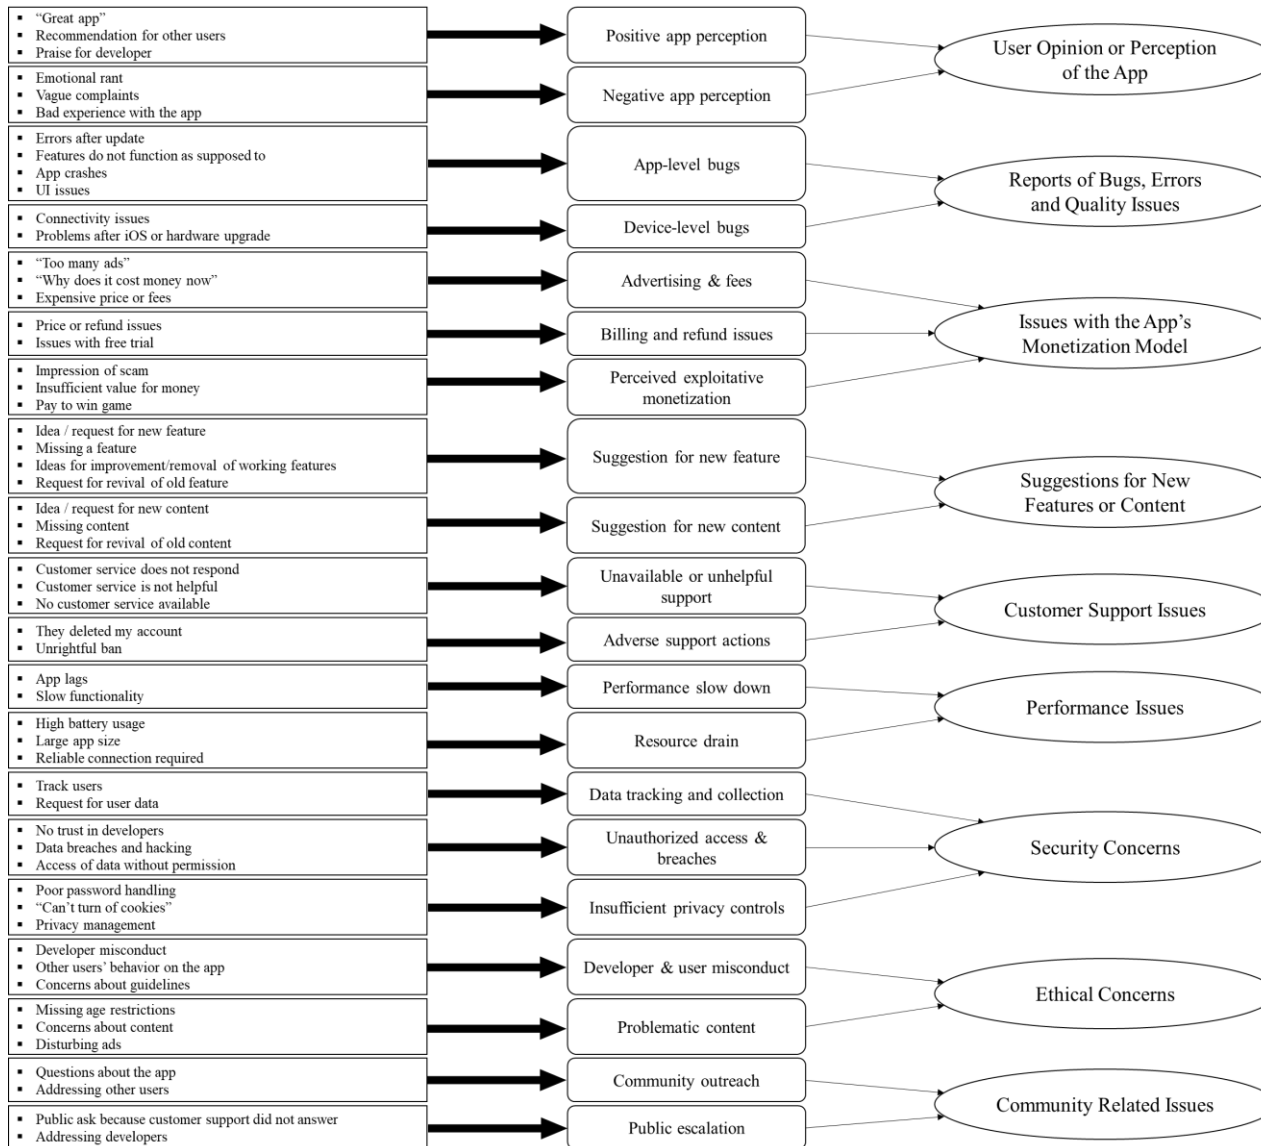 ▪ “Great app”
▪ Recommendation for other users
▪ Praise for developer
Positive app perception
▪ Emotional rant
▪ Vague complaints
▪ Bad experience with the app
Negative app perception
User Opinion or Perception
of the App
▪ Errors after update
▪ Features do not function as supposed to
▪ App crashes
▪ UI issues
App-level bugs
▪ Connectivity issues
▪ Problems after iOS or hardware upgrade
Device-level bugs
Reports of Bugs, Errors
and Quality Issues
▪ “Too many ads”
▪ “Why does it cost money now”
▪ Expensive price or fees
Advertising & fees
▪ Price or refund issues
▪ Issues with free trial
Billing and refund issues
▪ Impression of scam
▪ Insufficient value for money
▪ Pay to win game
Perceived exploitative
monetization
Issues with the App’s
Monetization Model
▪ Idea / request for new feature
▪ Missing a feature
▪ Ideas for improvement/removal of working features
▪ Request for revival of old feature
Suggestion for new feature
▪ Idea / request for new content
▪ Missing content
▪ Request for revival of old content
Suggestion for new content
Suggestions for New
Features or Content
▪ Customer service does not respond
▪ Customer service is not helpful
▪ No customer service available
Unavailable or unhelpful
support
▪ They deleted my account
▪ Unrightful ban
Adverse support actions
Customer Support Issues
▪ App lags
▪ Slow functionality
Performance slow down
▪ High battery usage
▪ Large app size
▪ Reliable connection required
Resource drain
Performance Issues
▪ Track users
▪ Request for user data
Data tracking and collection
▪ No trust in developers
▪ Data breaches and hacking
▪ Access of data without permission
Unauthorized access &
breaches
▪ Poor password handling
▪ “Can’t turn of cookies”
▪ Privacy management
Insufficient privacy controls
Security Concerns
▪ Developer misconduct
▪ Other users’ behavior on the app
▪ Concerns about guidelines
Developer & user misconduct
▪ Missing age restrictions
▪ Concerns about content
▪ Disturbing ads
Problematic content
Ethical Concerns
▪ Questions about the app
▪ Addressing other users
Community outreach
▪ Public ask because customer support did not answer
▪ Addressing developers
Public escalation
Community Related Issues